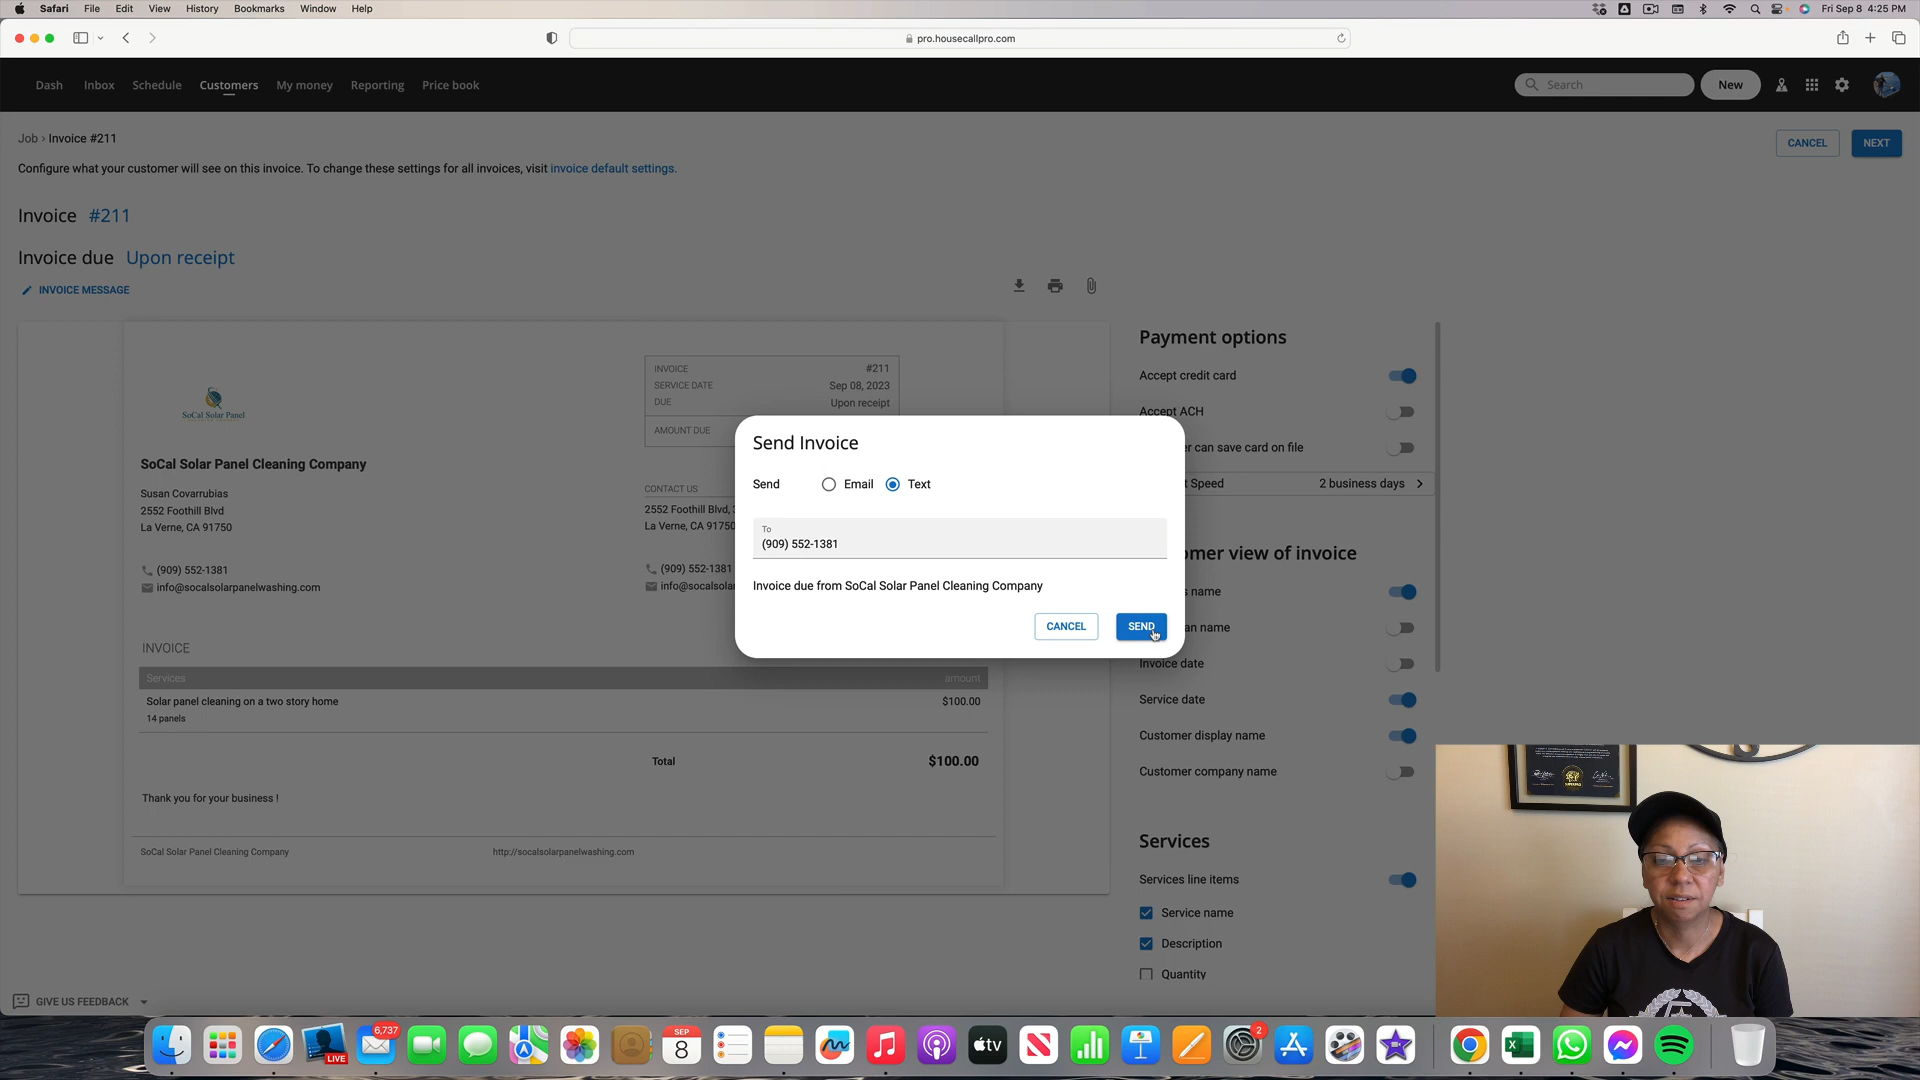 Safari File Edit View History Bookmarks Window Help
Fri Sep 8 4:25 PM
pro.housecallpro.com
Dash Inbox Schedule Customers My money Reporting Price book
Search
New
Job › Invoice #211
CANCEL
NEXT
Configure what your customer will see on this invoice. To change these settings for all invoices, visit invoice default settings.
Invoice #211
Invoice due Upon receipt
INVOICE MESSAGE
SoCal Solar Panel
INVOICE #211
SERVICE DATE Sep 08, 2023
DUE Upon receipt
AMOUNT DUE
SoCal Solar Panel Cleaning Company
Susan Covarrubias
2552 Foothill Blvd
La Verne, CA 91750
(909) 552-1381
info@socalsolarpanelwashing.com
CONTACT US
2552 Foothill Blvd,
La Verne, CA 91750
(909) 552-1381
info@socalsola
INVOICE
Services amount
Solar panel cleaning on a two story home $100.00
14 panels
Total $100.00
Thank you for your business !
SoCal Solar Panel Cleaning Company
http://socalsolarpanelwashing.com
Send Invoice
Send Email Text
To
(909) 552-1381
Invoice due from SoCal Solar Panel Cleaning Company
CANCEL
SEND
Payment options
Accept credit card
Accept ACH
r can save card on file
t Speed 2 business days
omer view of invoice
s name
an name
Invoice date
Service date
Customer display name
Customer company name
Services
Services line items
Service name
Description
Quantity
GIVE US FEEDBACK
LIVE
6,737
SEP
8
tv
2
X